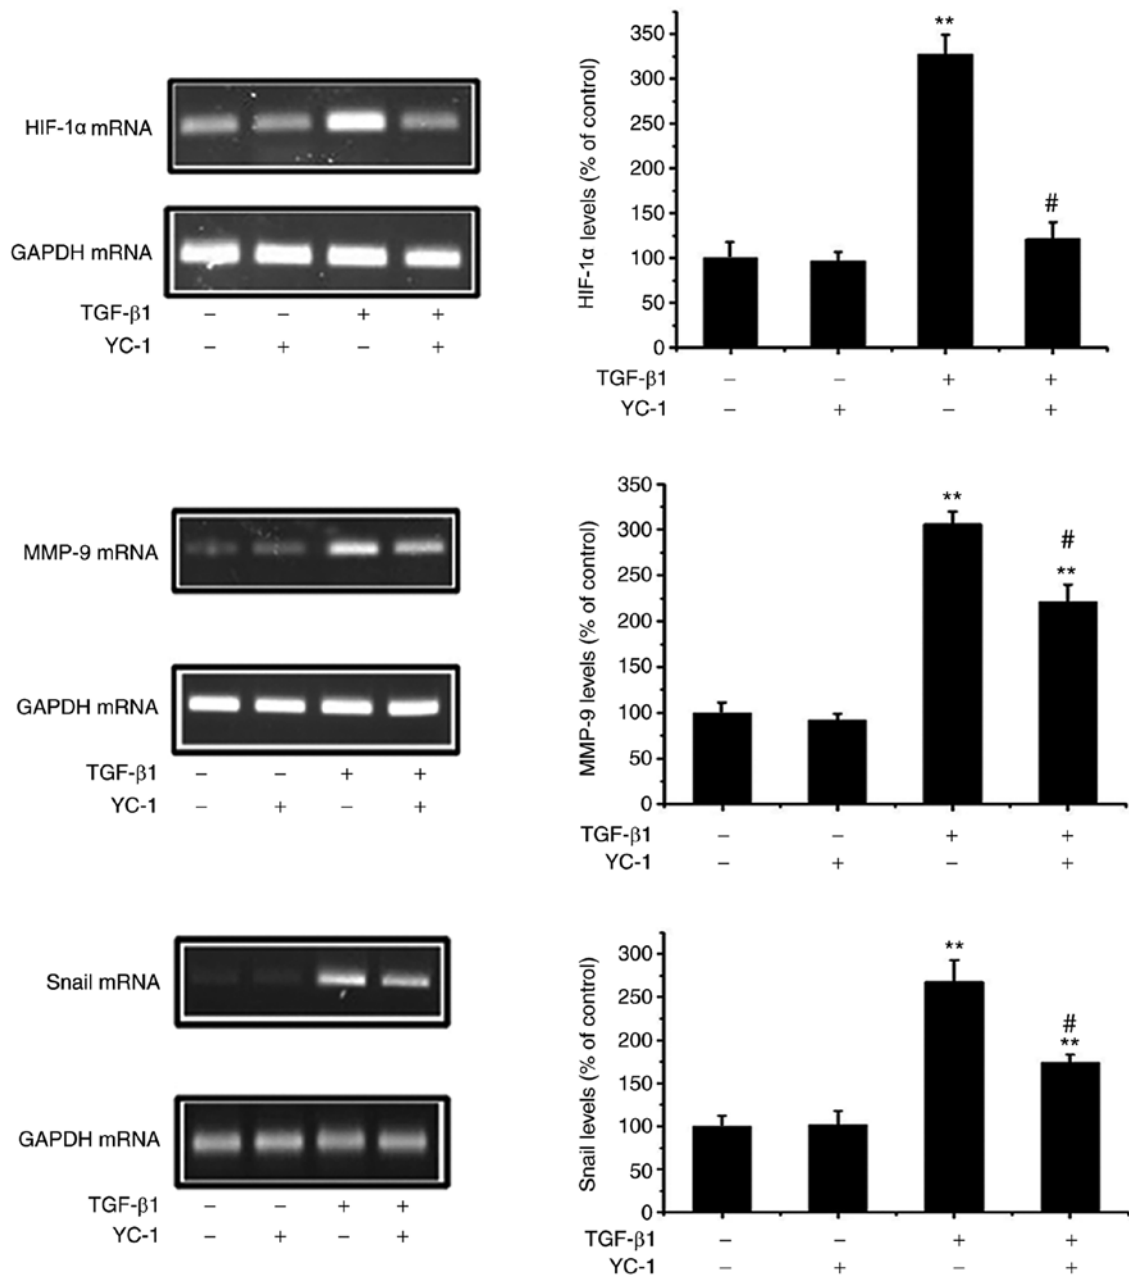 HIF-1α mRNA
GAPDH mRNA
TGF-β1 – – + +
YC-1 – + – +
HIF-1α levels (% of control)
350
300
250
200
150
100
50
0
**
#
TGF-β1 – – + +
YC-1 – + – +
MMP-9 mRNA
GAPDH mRNA
TGF-β1 – – + +
YC-1 – + – +
MMP-9 levels (% of control)
350
300
250
200
150
100
50
0
**
#
**
TGF-β1 – – + +
YC-1 – + – +
Snail mRNA
GAPDH mRNA
TGF-β1 – – + +
YC-1 – + – +
Snail levels (% of control)
300
250
200
150
100
50
0
**
#
**
TGF-β1 – – + +
YC-1 – + – +